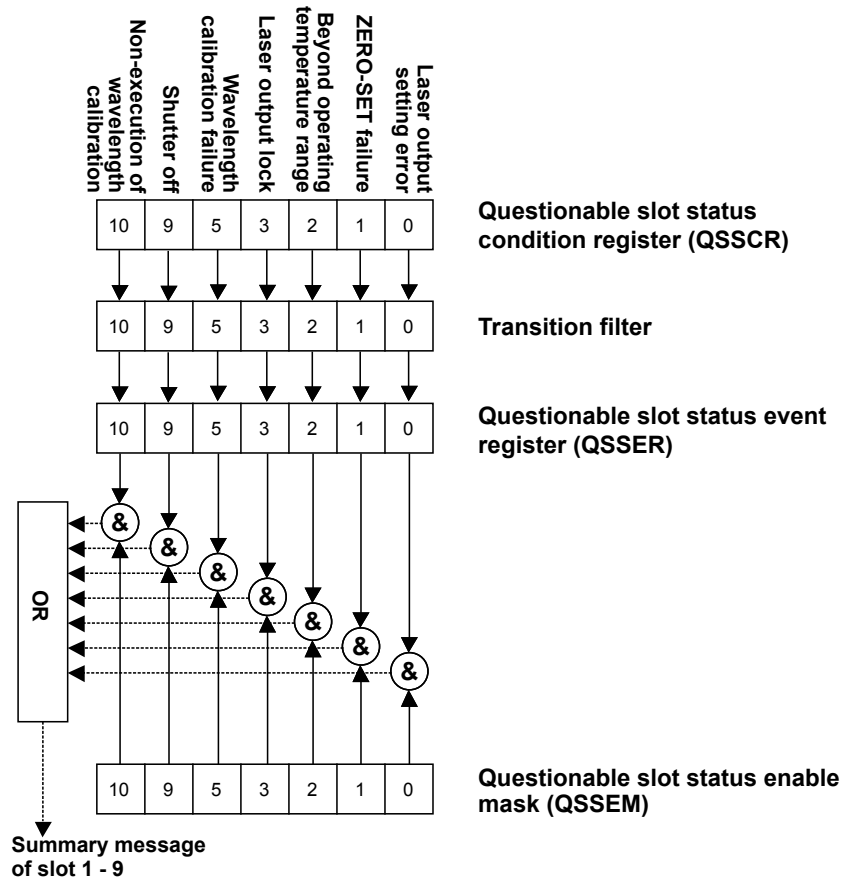 Non-execution of
wavelength
calibration
Shutter off
Wavelength
calibration failure
Laser output lock
Beyond operating
temperature range
ZERO-SET failure
Laser output
setting error
10 9 5 3 2 1 0
Questionable slot status
condition register (QSSCR)
10 9 5 3 2 1 0
Transition filter
10 9 5 3 2 1 0
Questionable slot status event
register (QSSER)
&
&
&
&
&
&
&
OR
10 9 5 3 2 1 0
Questionable slot status enable
mask (QSSEM)
Summary message
of slot 1 - 9